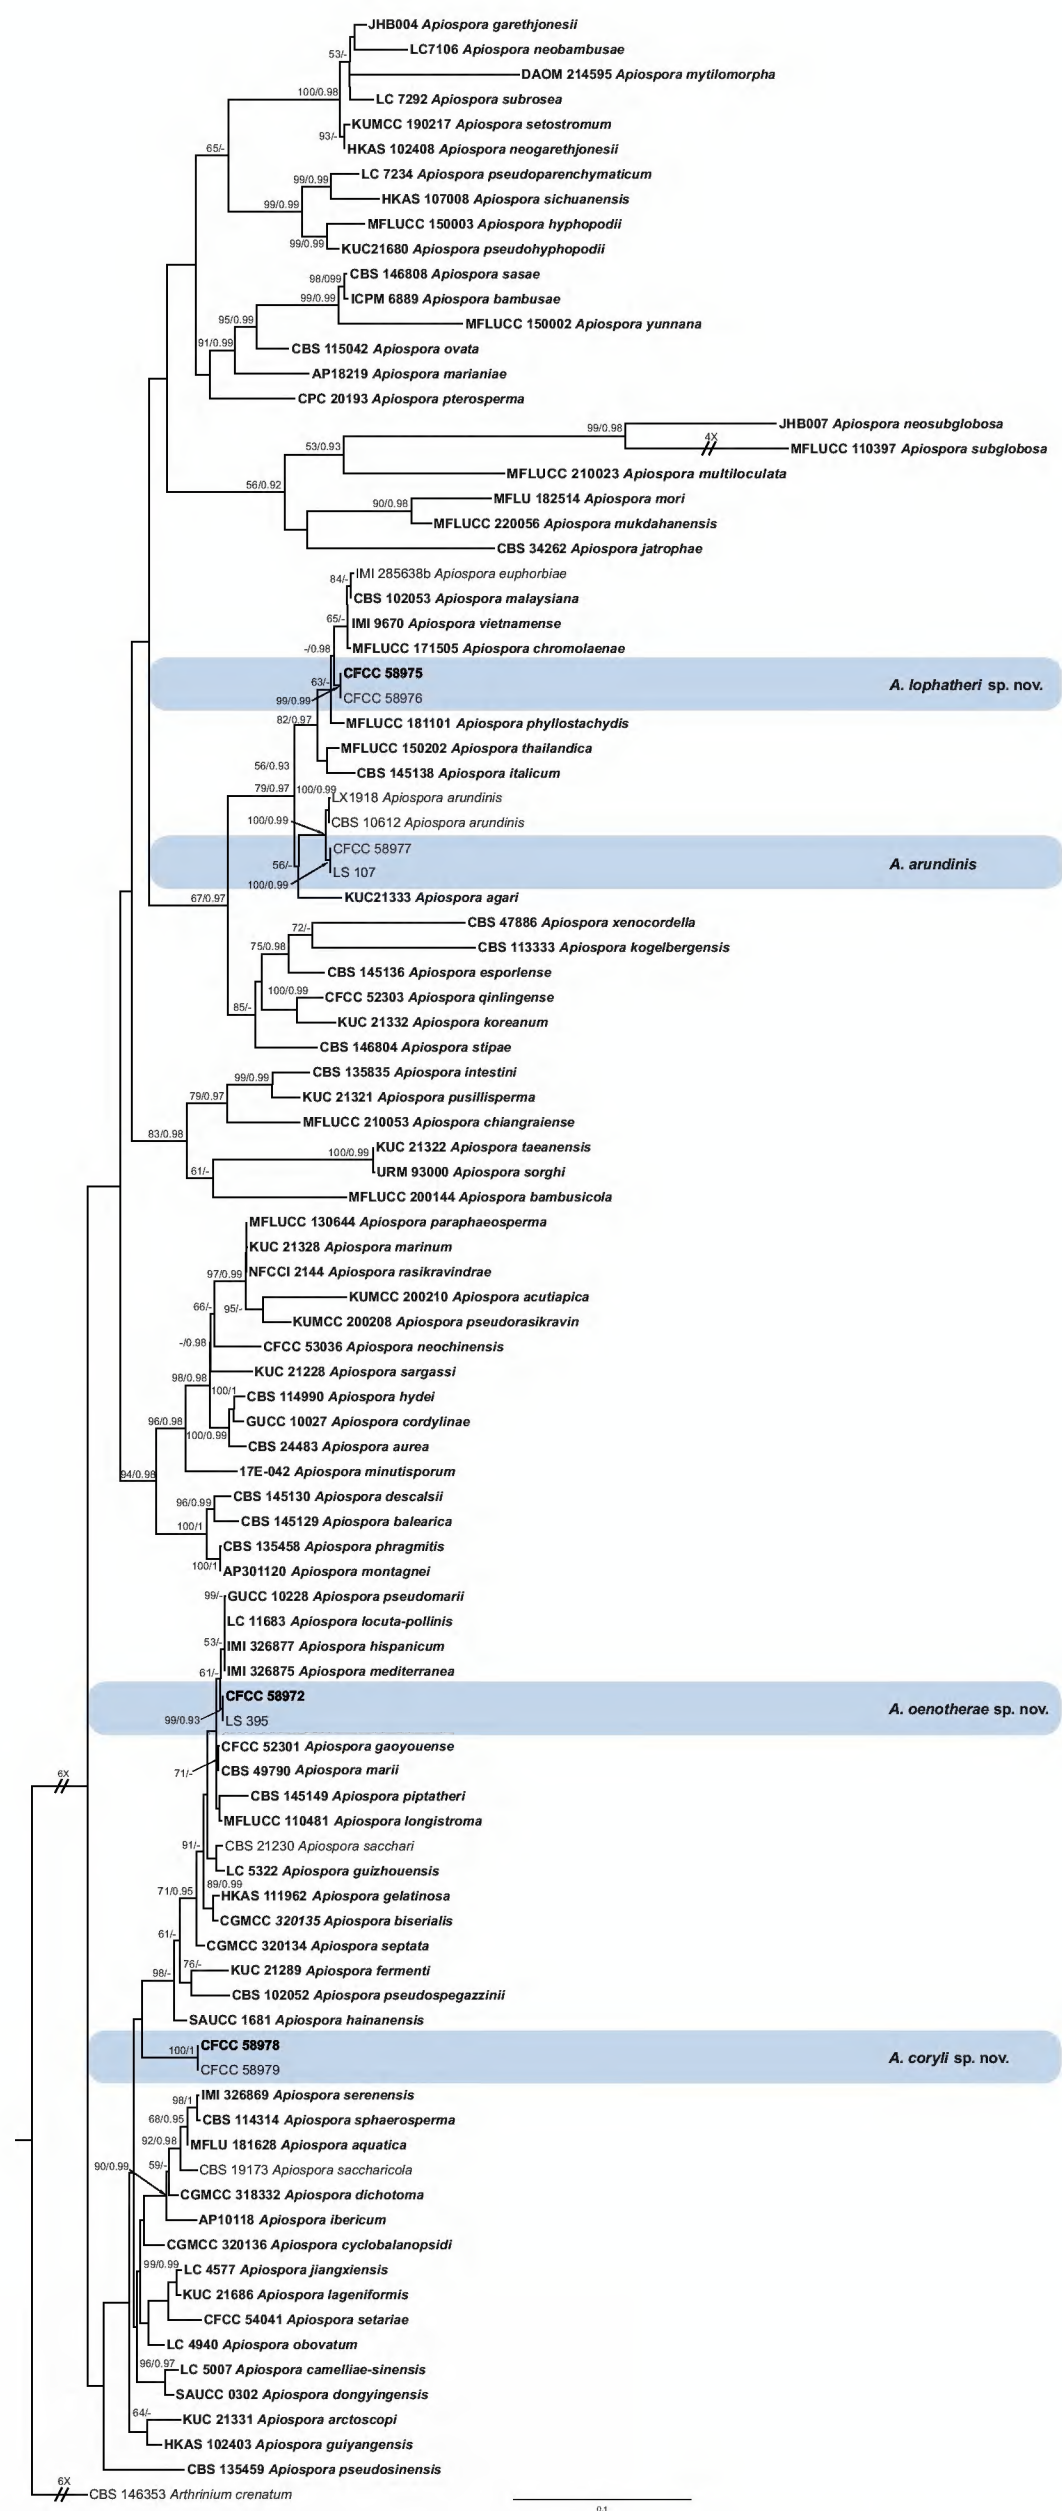 JHB004 Apiospora garethjonesii
LC7106 Apiospora neobambusae
53/-
DAOM 214595 Apiospora mytilomorpha
100/0.98
LC 7292 Apiospora subrosea
KUMCC 190217 Apiospora setostromum
93/-
HKAS 102408 Apiospora neogarethjonesii
65/-
LC 7234 Apiospora pseudoparenchymaticum
99/0.99
HKAS 107008 Apiospora sichuanensis
99/0.99
MFLUCC 150003 Apiospora hyphopodii
99/0.99
KUC21680 Apiospora pseudohyphopodii
CBS 146808 Apiospora sasae
98/099
ICPM 6889 Apiospora bambusae
99/0.99
MFLUCC 150002 Apiospora yunnana
95/0.99
91/0.99
CBS 115042 Apiospora ovata
AP18219 Apiospora marianiae
CPC 20193 Apiospora pterosperma
JHB007 Apiospora neosubglobosa
99/0.98
4X
MFLUCC 110397 Apiospora subglobosa
53/0.93
MFLUCC 210023 Apiospora multiloculata
56/0.92
MFLU 182514 Apiospora mori
90/0.98
MFLUCC 220056 Apiospora mukdahanensis
CBS 34262 Apiospora jatrophae
IMI 285638b Apiospora euphorbiae
84/-
CBS 102053 Apiospora malaysiana
65/-
IMI 9670 Apiospora vietnamense
-/0.98
MFLUCC 171505 Apiospora chromolaenae
CFCC 58975
63/-
A. lophatheri sp. nov.
99/0.99
CFCC 58976
82/0.97
MFLUCC 181101 Apiospora phyllostachydis
MFLUCC 150202 Apiospora thailandica
56/0.93
CBS 145138 Apiospora italicum
79/0.97
100/0.99
LX1918 Apiospora arundinis
100/0.99
CBS 10612 Apiospora arundinis
CFCC 58977
56/-
A. arundinis
LS 107
100/0.99
67/0.97
KUC21333 Apiospora agari
CBS 47886 Apiospora xenocordella
72/-
75/0.98
CBS 113333 Apiospora kogelbergensis
CBS 145136 Apiospora esporlense
100/0.99
CFCC 52303 Apiospora qinlingense
85/-
KUC 21332 Apiospora koreanum
CBS 146804 Apiospora stipae
CBS 135835 Apiospora intestini
99/0.99
79/0.97
KUC 21321 Apiospora pusillisperma
MFLUCC 210053 Apiospora chiangraiense
83/0.98
KUC 21322 Apiospora taeanensis
100/0.99
61/-
URM 93000 Apiospora sorghi
MFLUCC 200144 Apiospora bambusicola
MFLUCC 130644 Apiospora paraphaeosperma
KUC 21328 Apiospora marinum
97/0.99
NFCCI 2144 Apiospora rasikravindrae
KUMCC 200210 Apiospora acutiapica
66/-
95/-
KUMCC 200208 Apiospora pseudorasikravin
-/0.98
CFCC 53036 Apiospora neochinensis
KUC 21228 Apiospora sargassi
98/0.98
100/1
CBS 114990 Apiospora hydei
96/0.98
GUCC 10027 Apiospora cordylinae
100/0.99
CBS 24483 Apiospora aurea
94/0.98
17E-042 Apiospora minutisporum
CBS 145130 Apiospora descalsii
96/0.99
CBS 145129 Apiospora balearica
100/1
CBS 135458 Apiospora phragmitis
100/1
AP301120 Apiospora montagnei
99/-
GUCC 10228 Apiospora pseudomarii
LC 11683 Apiospora locuta-pollinis
53/-
IMI 326877 Apiospora hispanicum
61/-
IMI 326875 Apiospora mediterranea
CFCC 58972
A. oenotherae sp. nov.
99/0.93
LS 395
CFCC 52301 Apiospora gaoyouense
71/-
CBS 49790 Apiospora marii
6X
CBS 145149 Apiospora piptatheri
MFLUCC 110481 Apiospora longistroma
91/-
CBS 21230 Apiospora sacchari
LC 5322 Apiospora guizhouensis
89/0.99
71/0.95
HKAS 111962 Apiospora gelatinosa
CGMCC 320135 Apiospora biserialis
61/-
CGMCC 320134 Apiospora septata
76/-
98/-
KUC 21289 Apiospora fermenti
CBS 102052 Apiospora pseudospegazzinii
SAUCC 1681 Apiospora hainanensis
CFCC 58978
100/1
A. coryli sp. nov.
CFCC 58979
98/1
IMI 326869 Apiospora serenensis
68/0.95
CBS 114314 Apiospora sphaerosperma
92/0.98
MFLU 181628 Apiospora aquatica
90/0.99
59/-
CBS 19173 Apiospora saccharicola
CGMCC 318332 Apiospora dichotoma
AP10118 Apiospora ibericum
CGMCC 320136 Apiospora cyclobalanopsidi
99/0.99
LC 4577 Apiospora jiangxiensis
KUC 21686 Apiospora lageniformis
CFCC 54041 Apiospora setariae
LC 4940 Apiospora obovatum
96/0.97
LC 5007 Apiospora camelliae-sinensis
SAUCC 0302 Apiospora dongyingensis
64/-
KUC 21331 Apiospora arctoscopi
HKAS 102403 Apiospora guiyangensis
CBS 135459 Apiospora pseudosinensis
6X
CBS 146353 Arthrinium crenatum
0.1